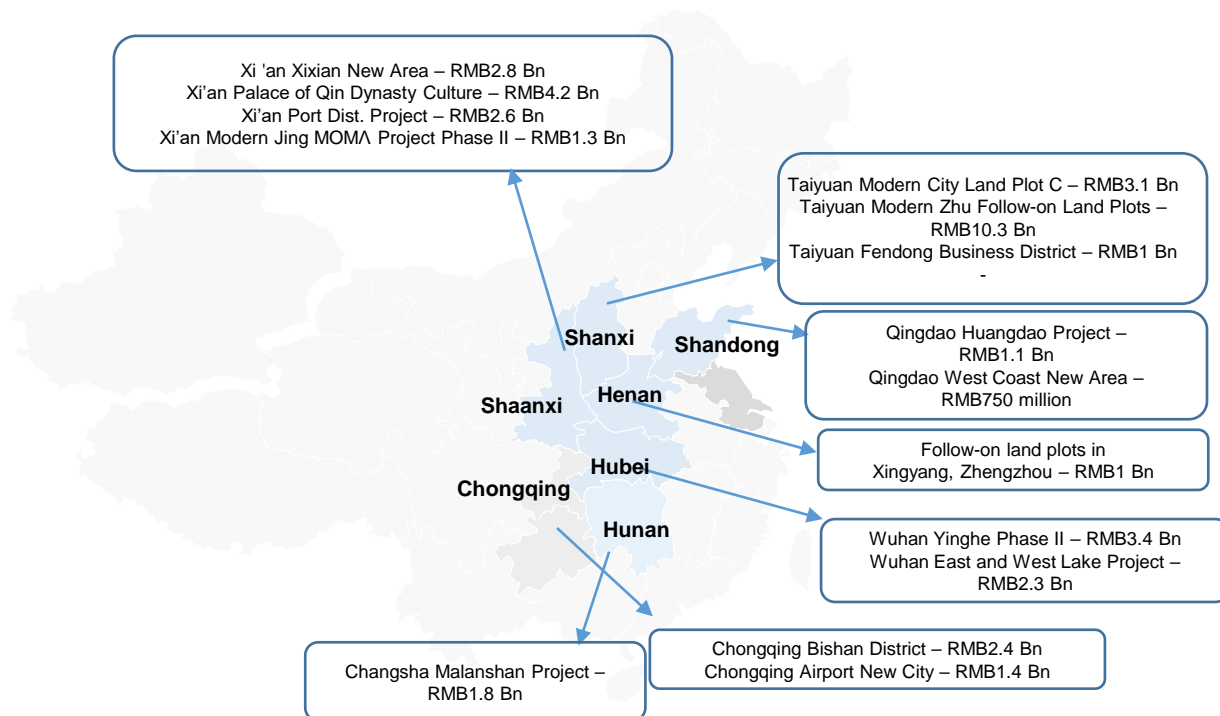 Xi 'an Xixian New Area – RMB2.8 Bn
Xi'an Palace of Qin Dynasty Culture – RMB4.2 Bn
Xi'an Port Dist. Project – RMB2.6 Bn
Xi'an Modern Jing MOMΛ Project Phase II – RMB1.3 Bn
Taiyuan Modern City Land Plot C – RMB3.1 Bn
Taiyuan Modern Zhu Follow-on Land Plots –
RMB10.3 Bn
Taiyuan Fendong Business District – RMB1 Bn
-
Shanxi
Shandong
Qingdao Huangdao Project –
RMB1.1 Bn
Qingdao West Coast New Area –
RMB750 million
Shaanxi
Henan
Follow-on land plots in
Xingyang, Zhengzhou – RMB1 Bn
Hubei
Chongqing
Hunan
Wuhan Yinghe Phase II – RMB3.4 Bn
Wuhan East and West Lake Project –
RMB2.3 Bn
Changsha Malanshan Project –
RMB1.8 Bn
Chongqing Bishan District – RMB2.4 Bn
Chongqing Airport New City – RMB1.4 Bn